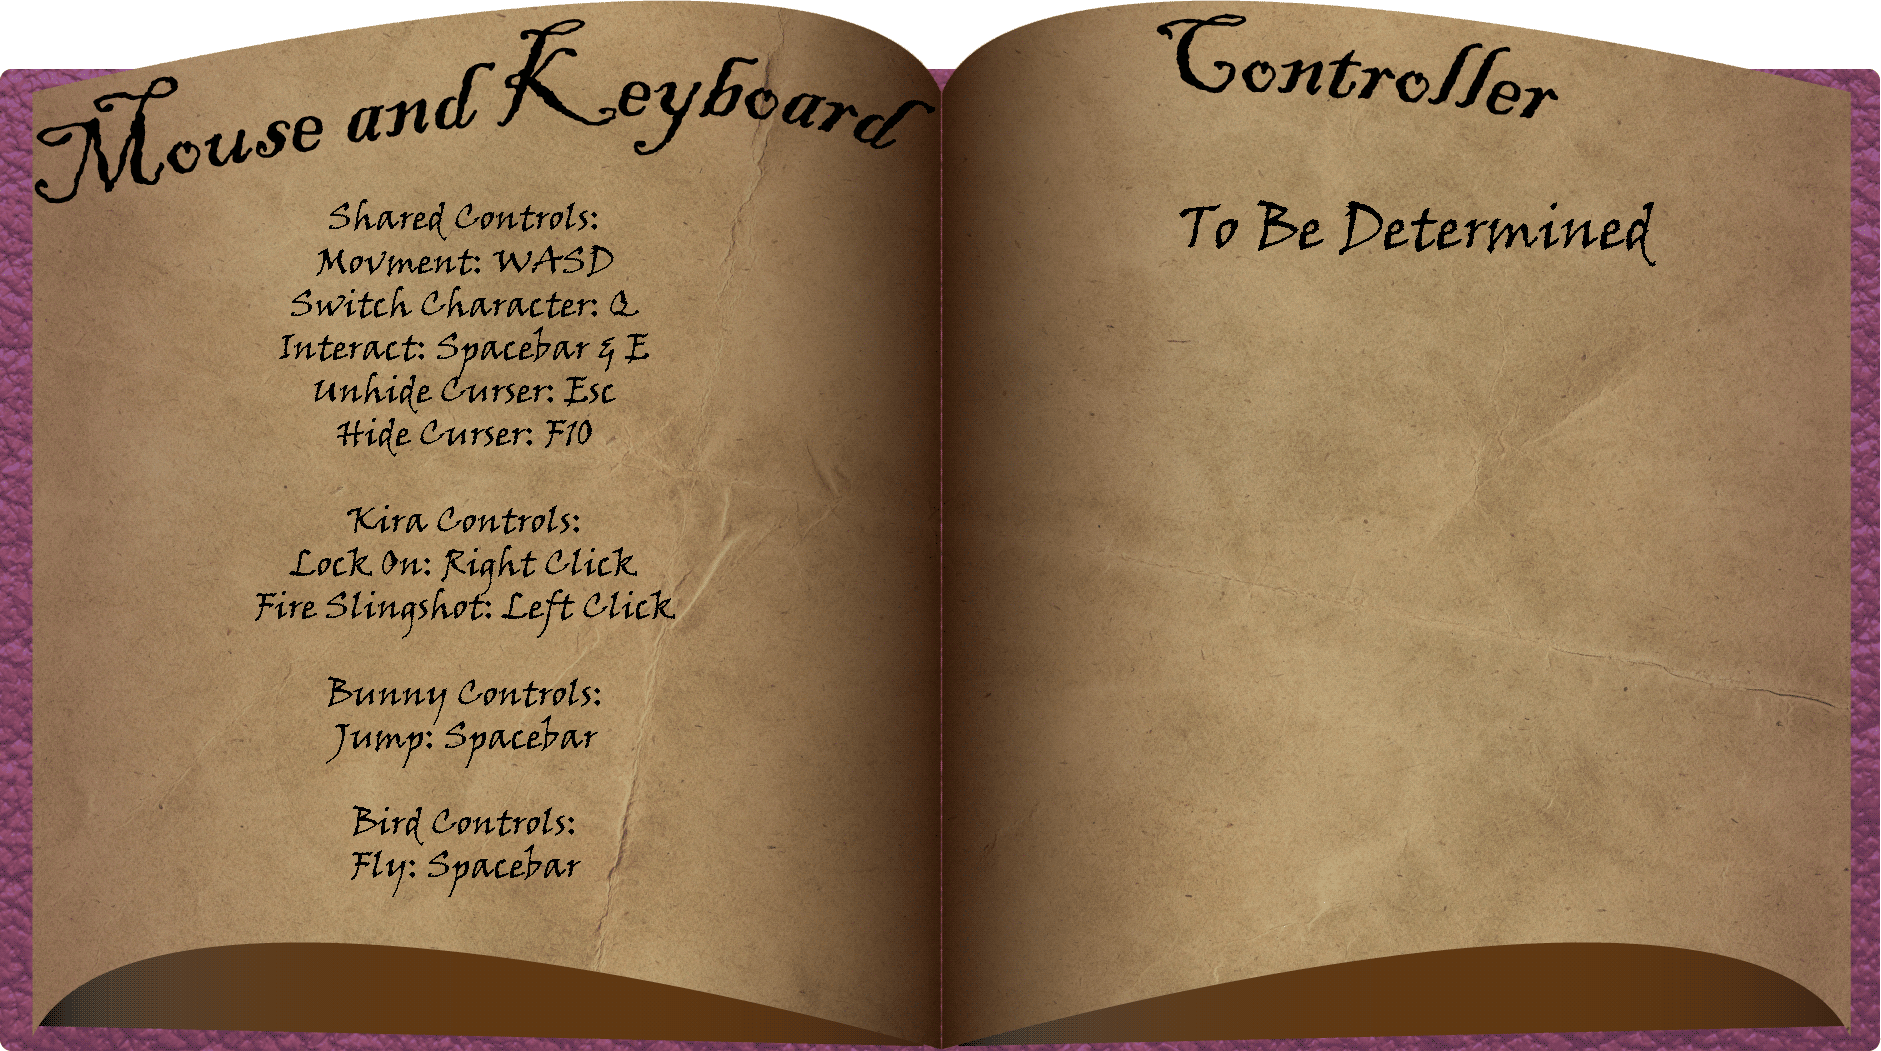 Mouse and Keyboard
Shared Controls:
Movment: WASD
Switch Character: Q
Interact: Spacebar & E
Unhide Curser: Esc
Hide Curser: F10
Kira Controls:
Lock On: Right Click
Fire Slingshot: Left Click
Bunny Controls:
Jump: Spacebar
Bird Controls:
Fly: Spacebar
Controller
To Be Determined